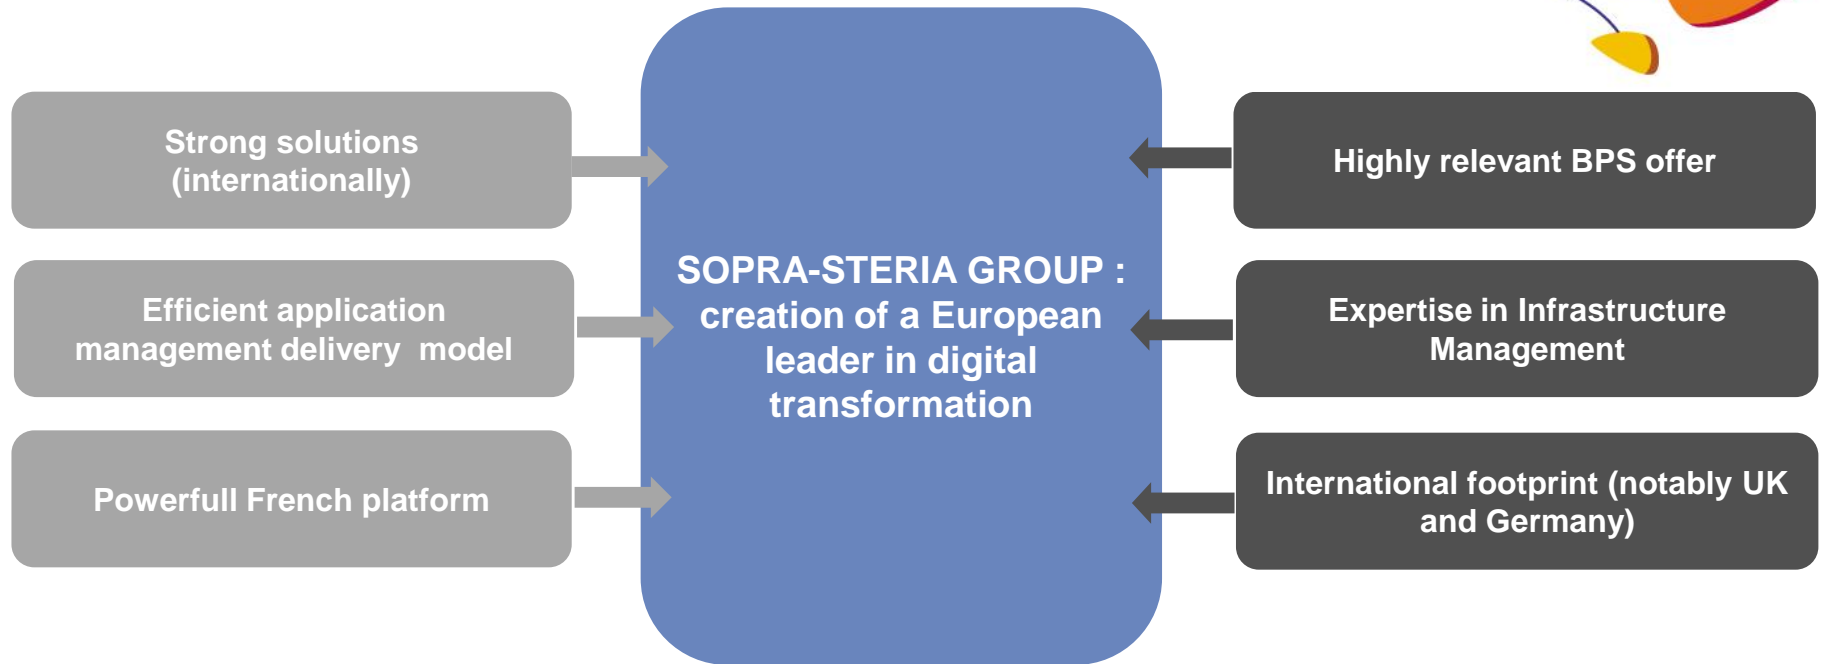 Strong solutions
(internationally)
Efficient application
management delivery model
Powerfull French platform
SOPRA-STERIA GROUP :
creation of a European
leader in digital
transformation
Highly relevant BPS offer
Expertise in Infrastructure
Management
International footprint (notably UK
and Germany)